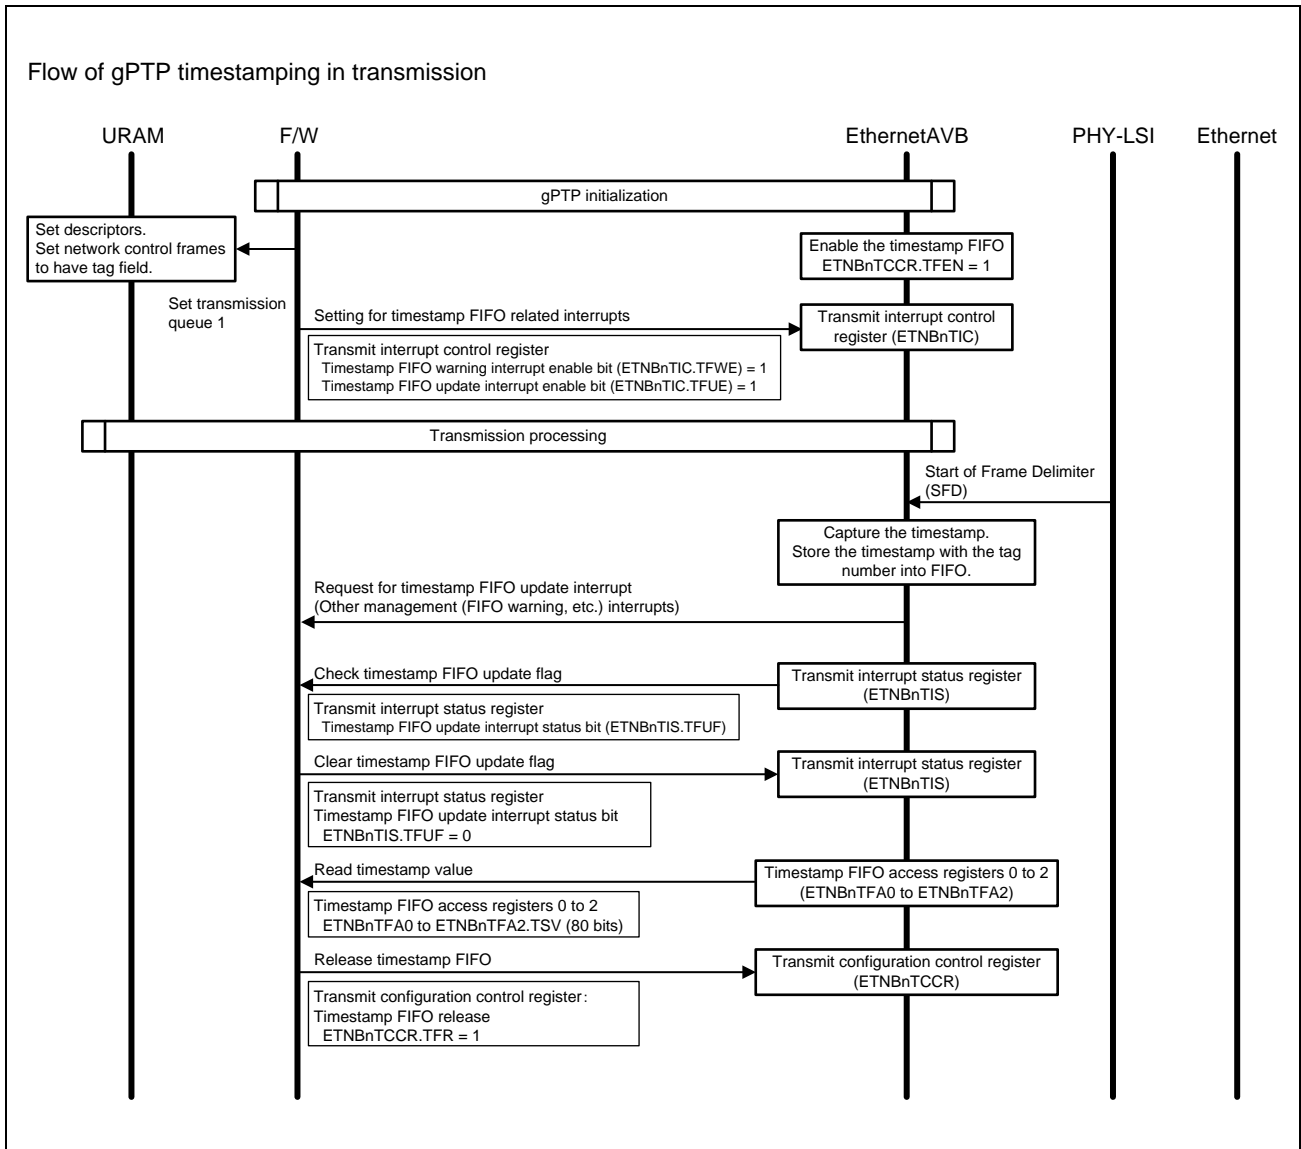 Flow of gPTP timestamping in transmission
URAM
F/W
EthernetAVB
PHY-LSI
Ethernet
gPTP initialization
Set descriptors.
Set network control frames
to have tag field.
Enable the timestamp FIFO
ETNBnTCCR.TFEN = 1
Set transmission
queue 1
Setting for timestamp FIFO related interrupts
Transmit interrupt control
register (ETNBnTIC)
Transmit interrupt control register
Timestamp FIFO warning interrupt enable bit (ETNBnTIC.TFWE) = 1
Timestamp FIFO update interrupt enable bit (ETNBnTIC.TFUE) = 1
Transmission processing
Start of Frame Delimiter
(SFD)
Capture the timestamp.
Store the timestamp with the tag
number into FIFO.
Request for timestamp FIFO update interrupt
(Other management (FIFO warning, etc.) interrupts)
Check timestamp FIFO update flag
Transmit interrupt status register
(ETNBnTIS)
Transmit interrupt status register
Timestamp FIFO update interrupt status bit (ETNBnTIS.TFUF)
Clear timestamp FIFO update flag
Transmit interrupt status register
(ETNBnTIS)
Transmit interrupt status register
Timestamp FIFO update interrupt status bit
ETNBnTIS.TFUF = 0
Read timestamp value
Timestamp FIFO access registers 0 to 2
(ETNBnTFA0 to ETNBnTFA2)
Timestamp FIFO access registers 0 to 2
ETNBnTFA0 to ETNBnTFA2.TSV (80 bits)
Release timestamp FIFO
Transmit configuration control register
(ETNBnTCCR)
Transmit configuration control register:
Timestamp FIFO release
ETNBnTCCR.TFR = 1